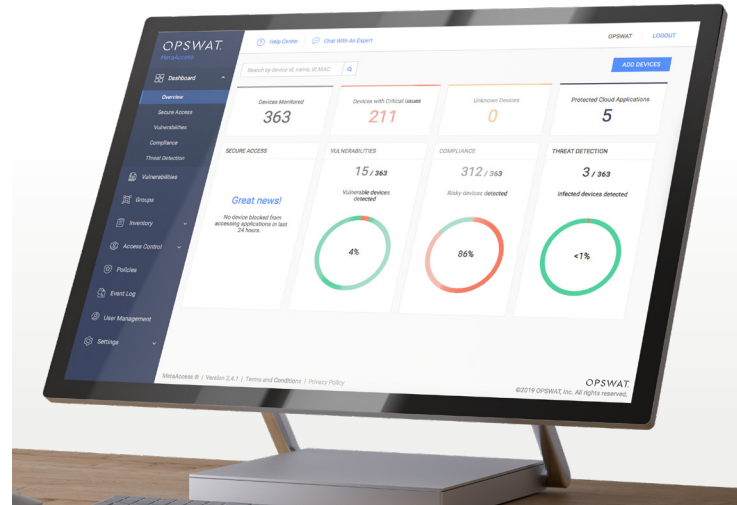 OPSWAT.
MetaAccess
Dashboard
Overview
Secure Access
Vulnerabilities
Compliance
Threat Detection
Vulnerabilities
Groups
Inventory
Access Control
Policies
Event Log
User Management
Settings
Help Center
Chat With An Expert
OPSWAT
LOGOUT
Search by device id, name, IP, MAC
ADD DEVICES
Devices Monitored
363
Devices with Critical Issues
211
Unknown Devices
0
Protected Cloud Applications
5
SECURE ACCESS
Great news!
No device blocked from
accessing applications in last
24 hours.
VULNERABILITIES
15 / 363
Vulnerable devices
detected
4%
COMPLIANCE
312 / 363
Risky devices detected
86%
THREAT DETECTION
3 / 363
Infected devices detected
<1%
MetaAccess ® | Version 2.4.1 | Terms and Conditions | Privacy Policy
OPSWAT.
©2019 OPSWAT, Inc. All rights reserved.